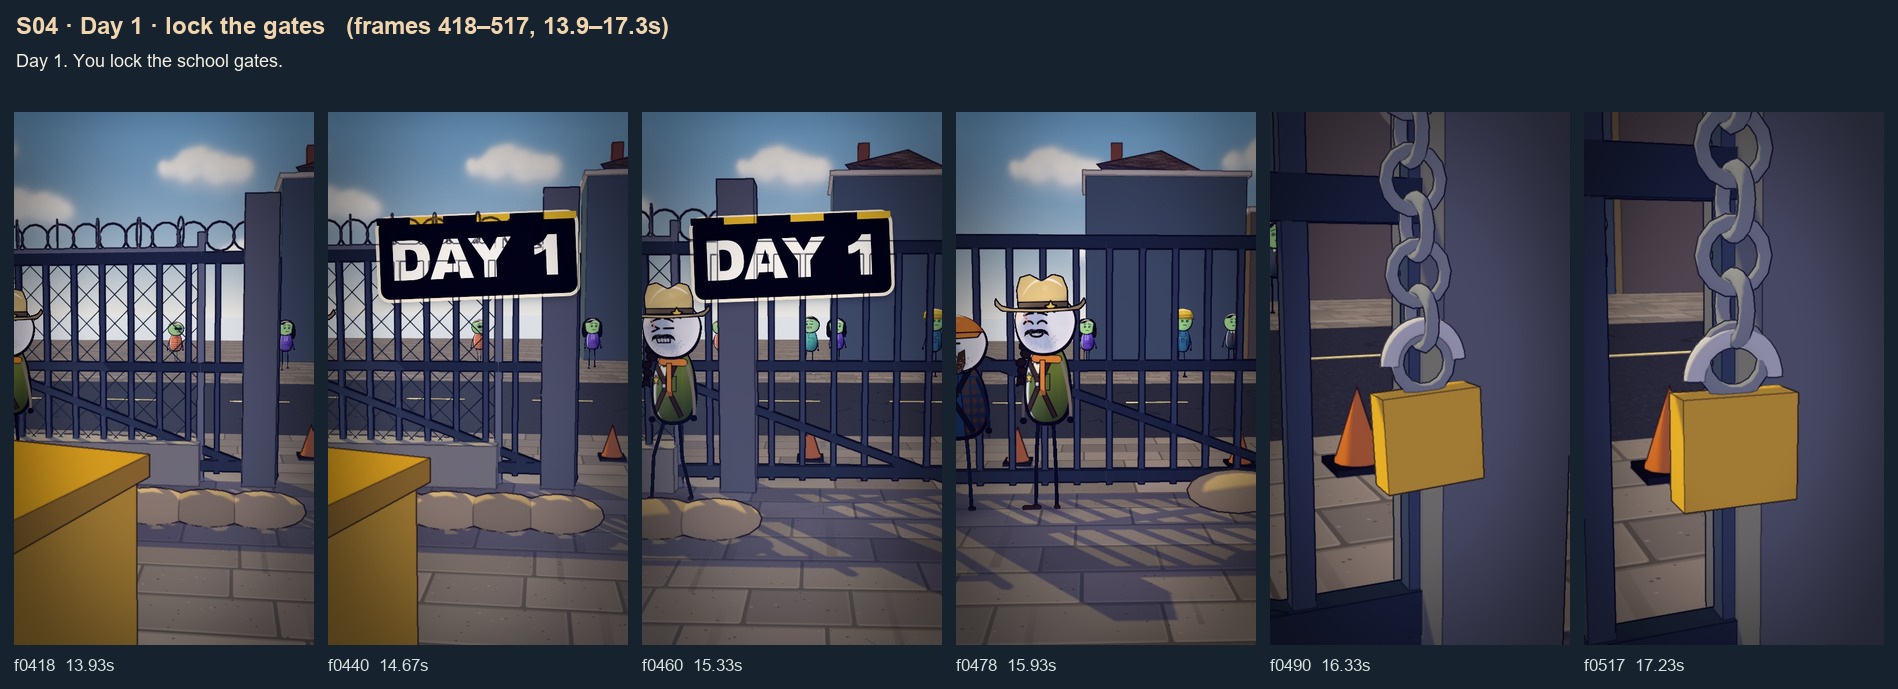 S04 · Day 1 · lock the gates (frames 418–517, 13.9–17.3s)
Day 1. You lock the school gates.
DAY 1
DAY 1
f0418 13.93s
f0440 14.67s
f0460 15.33s
f0478 15.93s
f0490 16.33s
f0517 17.23s